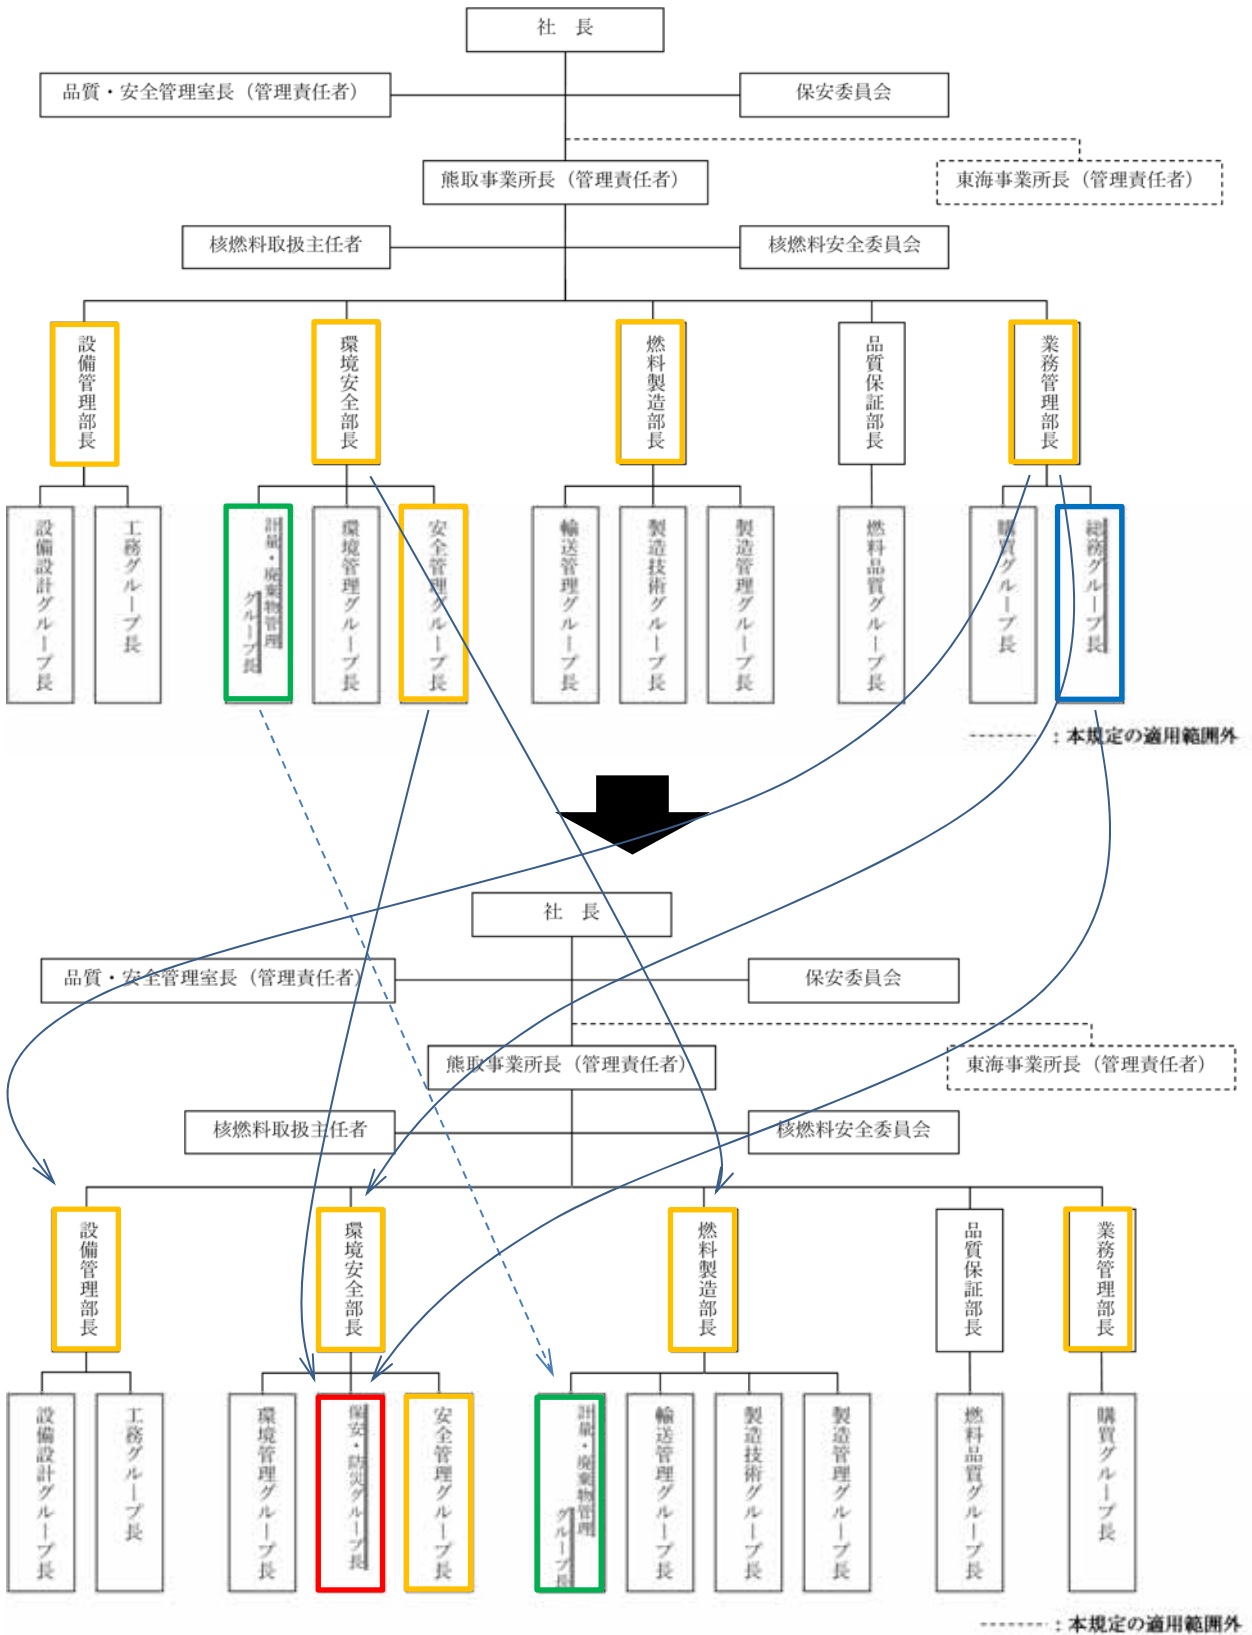 社　長
品質・安全管理室長（管理責任者）
保安委員会
熊取事業所長（管理責任者）
東海事業所長（管理責任者）
核燃料取扱主任者
核燃料安全委員会
設備管理部長
環境安全部長
燃料製造部長
品質保証部長
業務管理部長
設備設計グループ長
工務グループ長
計量・廃棄物管理
グループ長
環境管理グループ長
安全管理グループ長
輸送管理グループ長
製造技術グループ長
製造管理グループ長
燃料品質グループ長
購買グループ長
総務グループ長
：本規定の適用範囲外
社　長
品質・安全管理室長（管理責任者）
保安委員会
熊取事業所長（管理責任者）
東海事業所長（管理責任者）
核燃料取扱主任者
核燃料安全委員会
設備管理部長
環境安全部長
燃料製造部長
品質保証部長
業務管理部長
設備設計グループ長
工務グループ長
環境管理グループ長
保安・防災グループ長
安全管理グループ長
計量・廃棄物管理
グループ長
輸送管理グループ長
製造技術グループ長
製造管理グループ長
燃料品質グループ長
購買グループ長
：本規定の適用範囲外